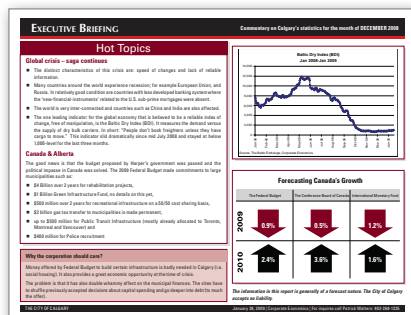 EXECUTIVE BRIEFING
Commentary on Calgary's statistics for the month of DECEMBER 2008
Hot Topics
Global crisis – saga continues
The distinct characteristics of this crisis are: speed of changes and lack of reliable
information.
Many countries around the world experience recession; for example European Union, and
Russia. In relatively good condition are countries with less developed banking system where
the 'new-financial-instruments' related to the U.S. sub-prime mortgages were absent.
The world is very inter-connected and countries such as China and India are also affected.
The one leading indicator for the global economy that is believed to be a reliable index of
change, free of manipulation, is the Baltic Dry Index (BDI). It measures the demand versus
the supply of dry bulk carriers. In short: "People don't book freighters unless they have
cargo to move." This indicator slid dramatically since mid July 2008 and stayed at below
1,000-level for the last three months.
Canada & Alberta
The good news is that the budget proposed by Harper's government was passed and the
political impasse in Canada was solved. The 2009 Federal Budget made commitments to large
municipalities such as:
$4 Billion over 2 years for rehabilitation projects,
$1 Billion Green Infrastructure Fund, no details on this yet,
$500 million over 2 years for recreational infrastructure on a 50/50 cost sharing basis,
$2 billion gas tax transfer to municipalities is made permanent,
up to $500 million for Public Transit Infrastructure (mostly already allocated to Toronto,
Montreal and Vancouver) and
$400 million for Police recruitment
Why the corporation should care?
Money offered by Federal Budget to build certain infrastructure is badly needed in Calgary (i.e.
social housing). It also provides a great economic opportunity at the time of crisis.
The problem is that it has also double-whammy effect on the municipal finances. The cities have
to shuffle previously accepted decisions about capital spending and go deeper into debt (to match
the offer).
Baltic Dry Index (BDI)
Jan 2008-Jan 2009
Source: The Baltic Exchange, Corporate Economics
Forecasting Canada's Growth
The Federal Budget
The Conference Board of Canada
International Monetary Fund
2009
0.9%
0.5%
1.2%
2010
2.4%
3.6%
1.6%
The information in this report is generally of a forecast nature. The City of Calgary
accepts no liability
THE CITY OF CALGARY